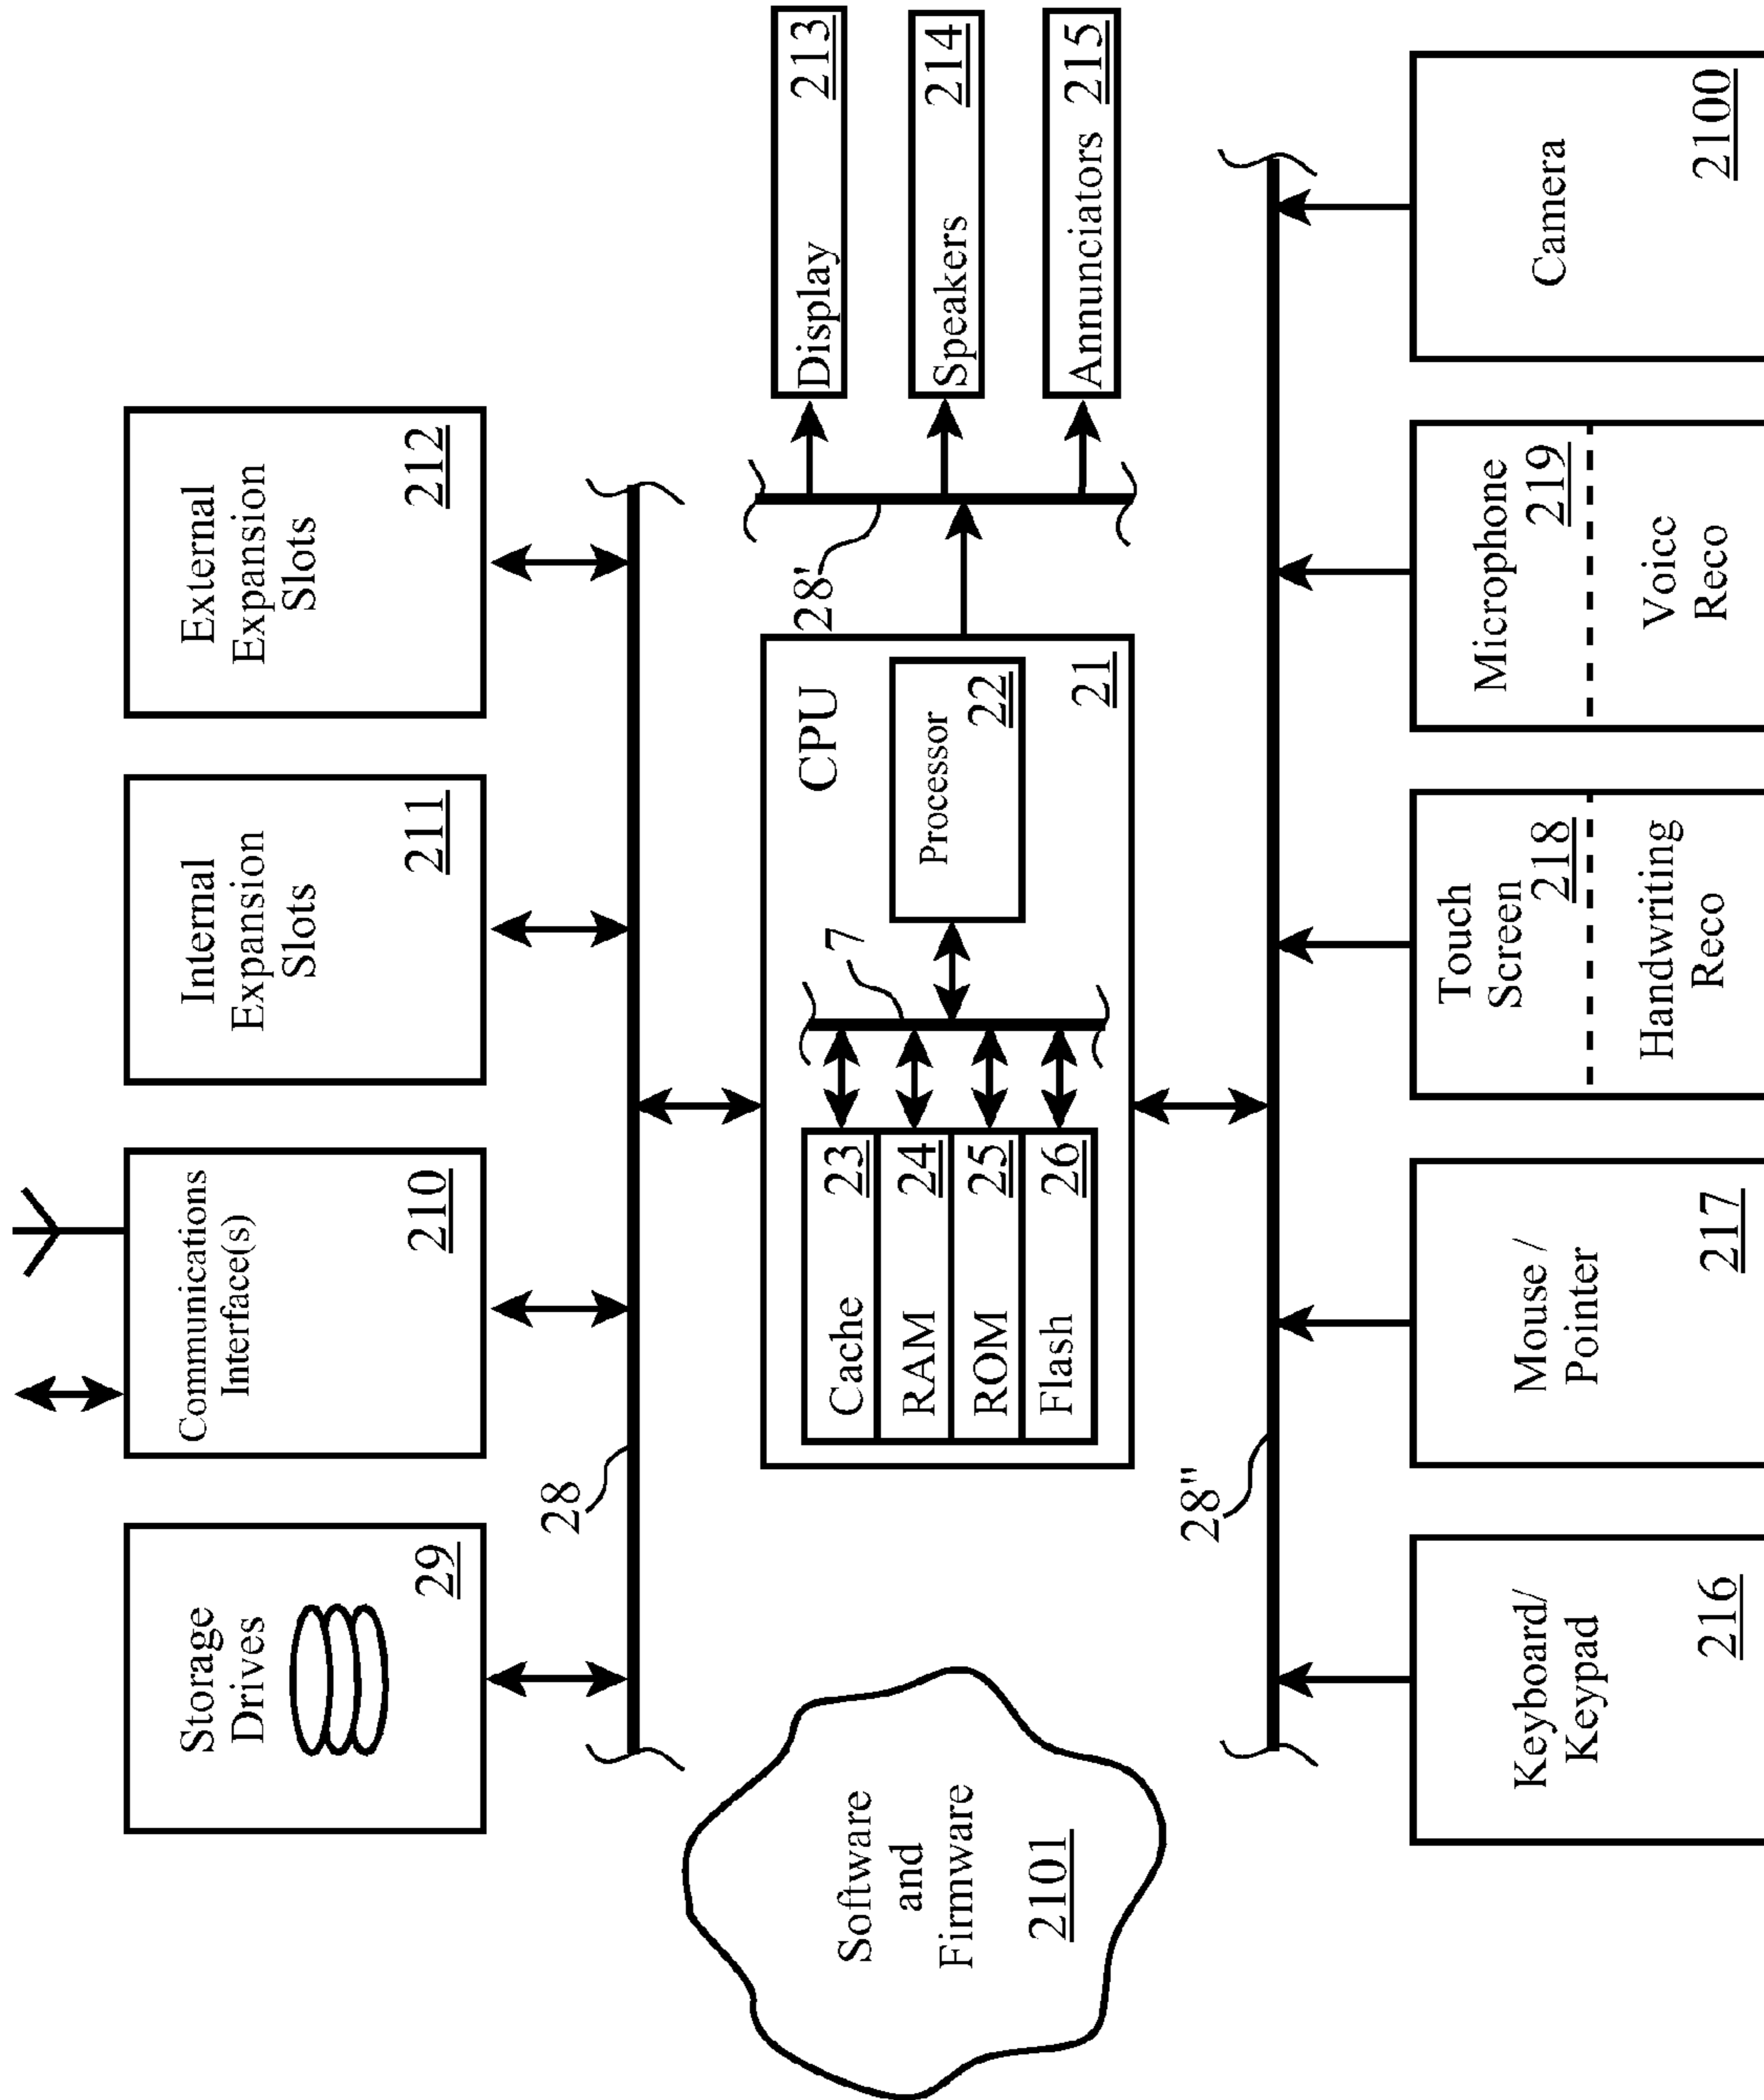 Storage
Drives
29
Communications
Interface(s)
210
Internal
Expansion
Slots
211
External
Expansion
Slots
212
28
Software
and
Firmware
2101
CPU
Cache 23
RAM 24
ROM 25
Flash 26
7
Processor
22
21
28'
Display 213
Speakers 214
Annunciators 215
28"
Keyboard/
Keypad
216
Mouse /
Pointer
217
Touch
Screen
218
Handwriting
Reco
Microphone
219
Voice
Reco
Camera
2100